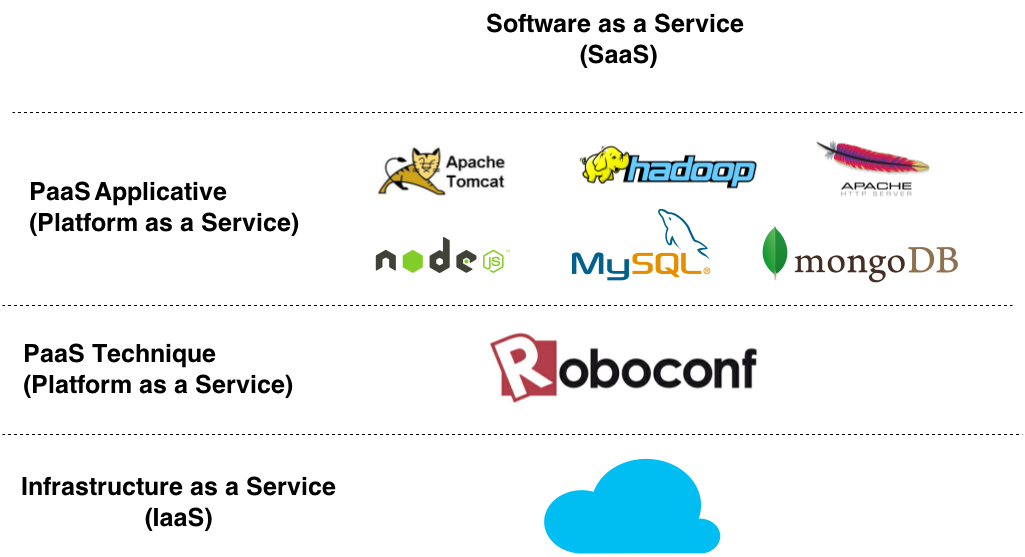 Software as a Service
(SaaS)
PaaS Applicative
(Platform as a Service)
Apache
Tomcat
hadoop
APACHE
HTTP SERVER
node
JS™
MySQL®
mongoDB
PaaS Technique
(Platform as a Service)
Roboconf
Infrastructure as a Service
(IaaS)